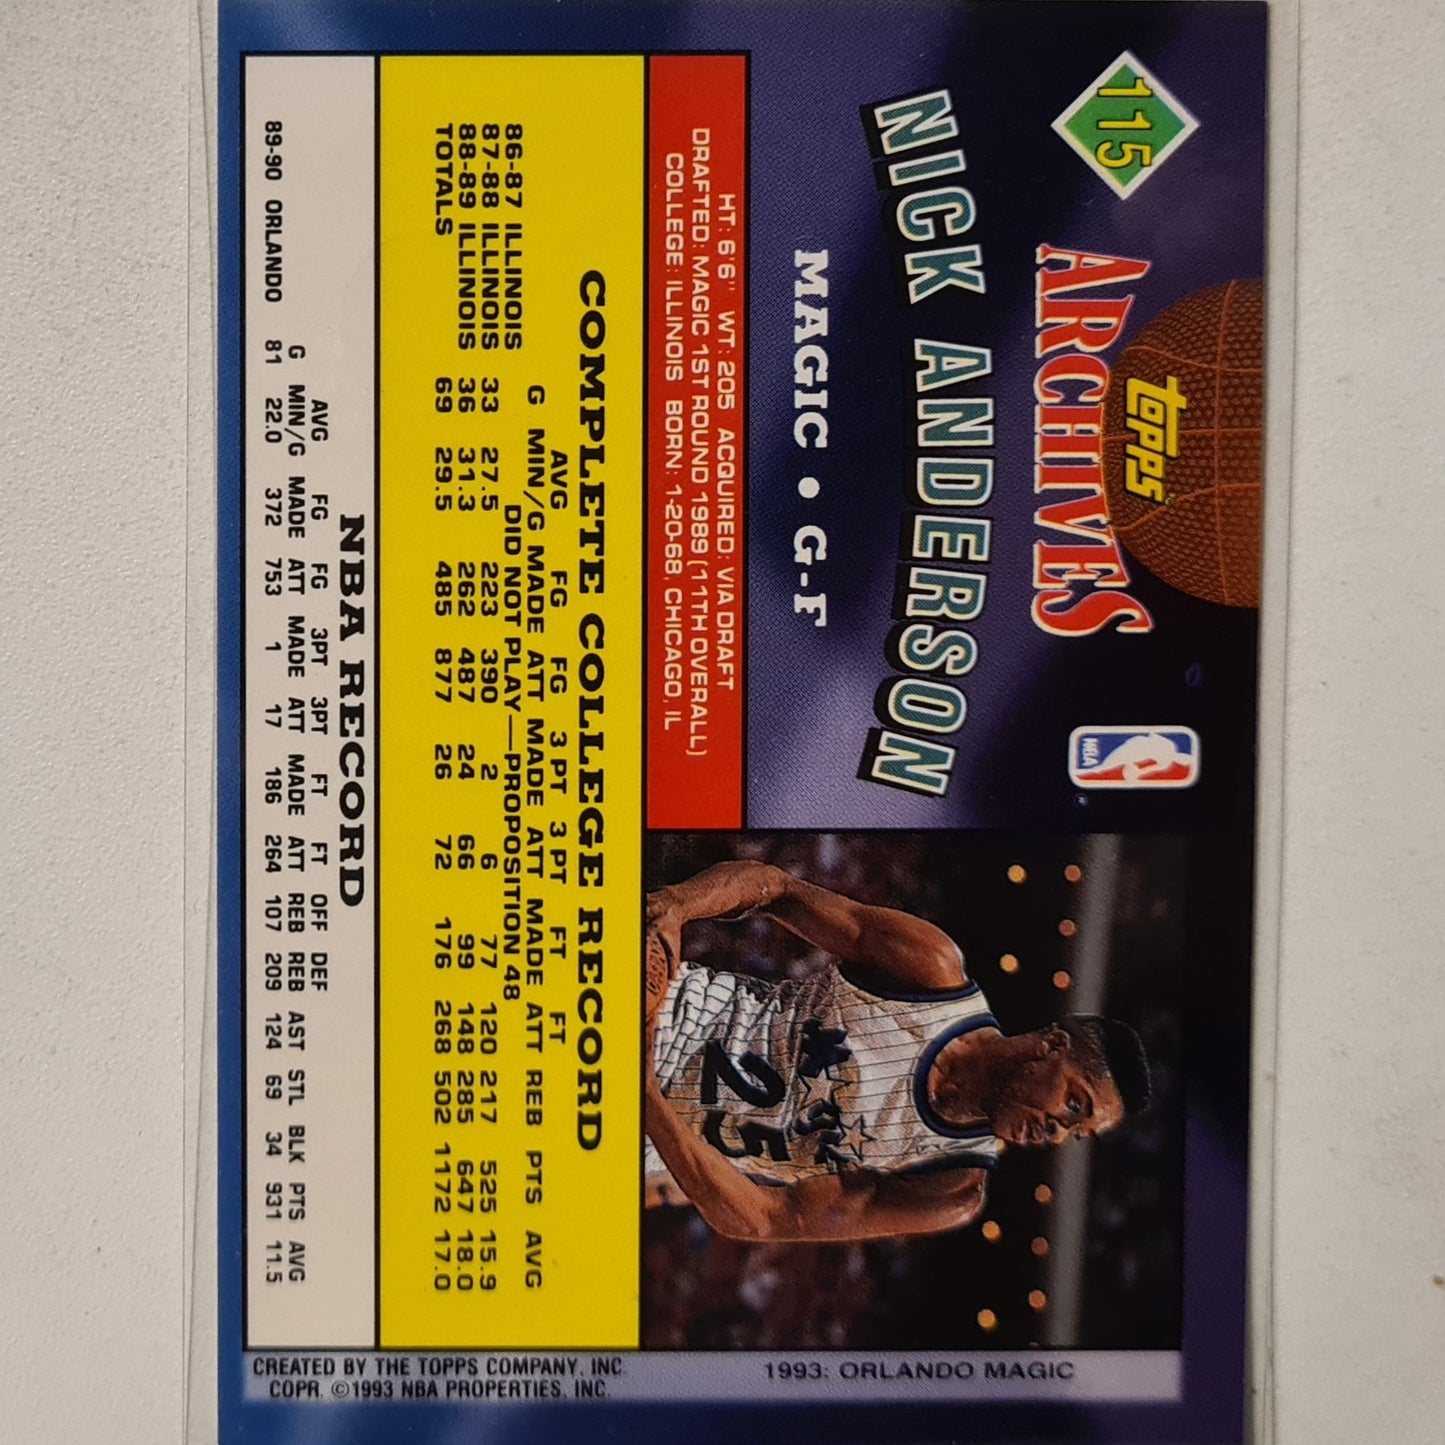 115
topps
ARCHIVES
NBA
NICK ANDERSON
MAGIC • G-F
HT: 6'6" WT: 205 ACQUIRED: VIA DRAFT
DRAFTED: MAGIC 1ST ROUND 1989 (11TH OVERALL)
COLLEGE: ILLINOIS BORN: 1-20-68, CHICAGO, IL
25
COMPLETE COLLEGE RECORD
AVG FG FG 3 PT 3 PT FT FT
G MIN/G MADE ATT MADE ATT MADE ATT REB PTS AVG
86-87 ILLINOIS DID NOT PLAY—PROPOSITION 48
87-88 ILLINOIS 33 27.5 223 390 2 6 77 120 217 525 15.9
88-89 ILLINOIS 36 31.3 262 487 24 66 99 148 285 647 18.0
TOTALS 69 29.5 485 877 26 72 176 268 502 1172 17.0
NBA RECORD
AVG FG FG 3PT 3PT FT FT OFF DEF
G MIN/G MADE ATT MADE ATT MADE ATT REB REB AST STL BLK PTS AVG
89-90 ORLANDO 81 22.0 372 753 1 17 186 264 107 209 124 69 34 931 11.5
1993: ORLANDO MAGIC
CREATED BY THE TOPPS COMPANY, INC.
COPR. ©1993 NBA PROPERTIES, INC.